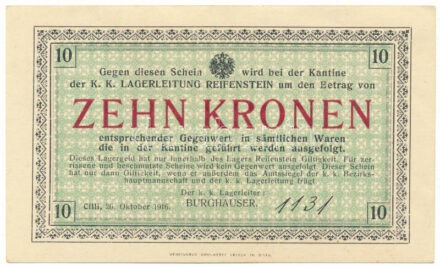 10 10
Gegen diesen Schein wird bei der Kantine
der K. K. LAGERLEITUNG REIFENSTEIN um den Betrag von
ZEHN KRONEN
entsprechender Gegenwert in sämtlichen Waren
die in der Kantine geführt werden ausgefolgt.
Dieses Lagergeld hat nur innerhalb des Lagers Reifenstein Giltigkeit. Für zer-
rissene und beschmutzte Scheine wird kein Gegenwert ausgefolgt. Dieser Schein
hat nur dann Giltigkeit, wenn er außerdem das Amtssiegel der k. k. Bezirks-
hauptmannschaft und der k. k. Lagerleitung trägt
Der k. k. Lagerleiter:
Cilli, 26. Oktober 1916. BURGHAUSER. 1131
10 10